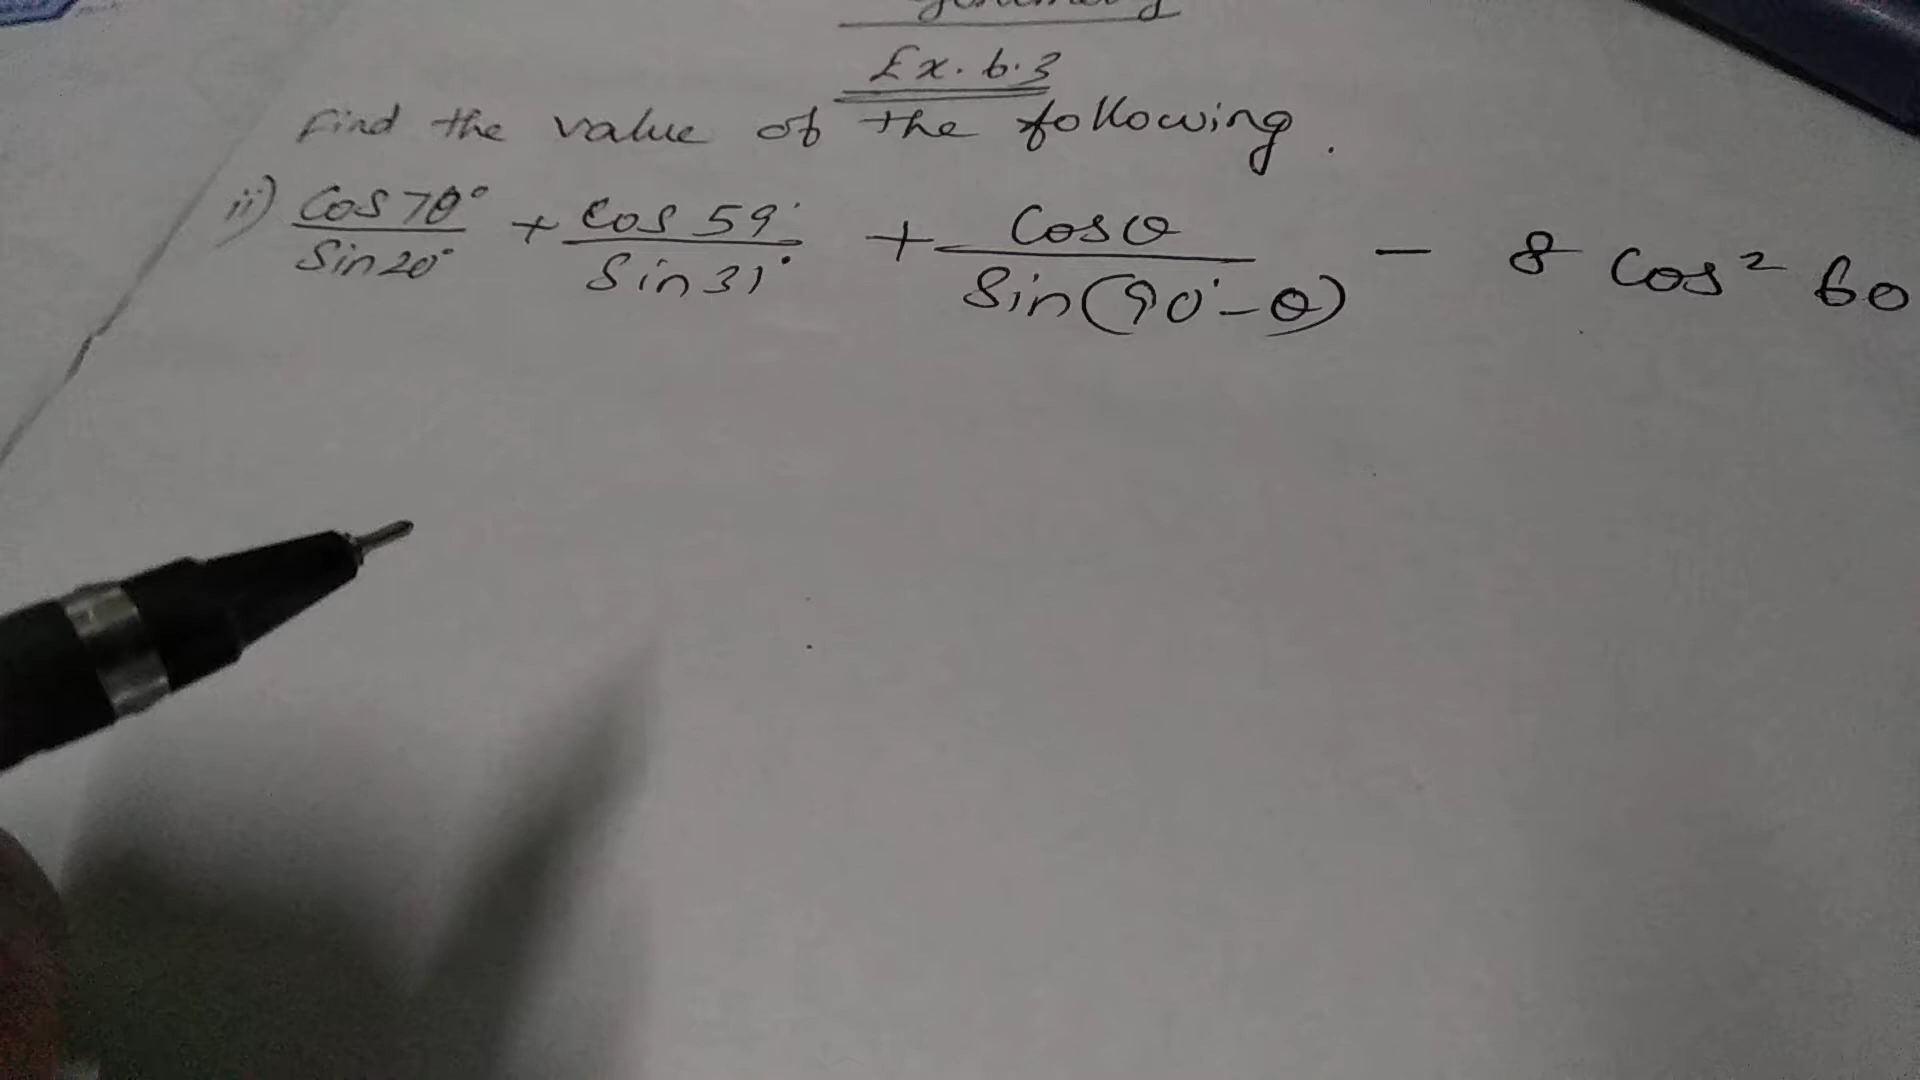 Ex. 6.3
Find the value of the following.
ii) Cos 70° / Sin 20° + Cos 59° / Sin 31° + Cos θ / Sin (90° - θ) - 8 Cos² 60